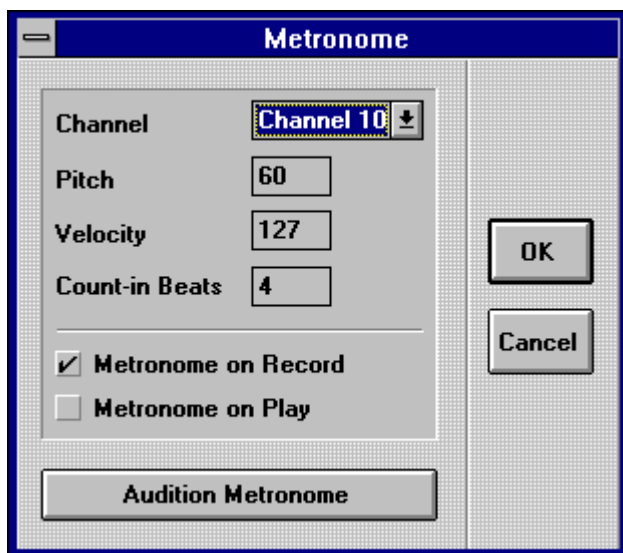 Metronome
Channel Channel 10
Pitch 60
Velocity 127
Count-in Beats 4
Metronome on Record
Metronome on Play
Audition Metronome
OK
Cancel